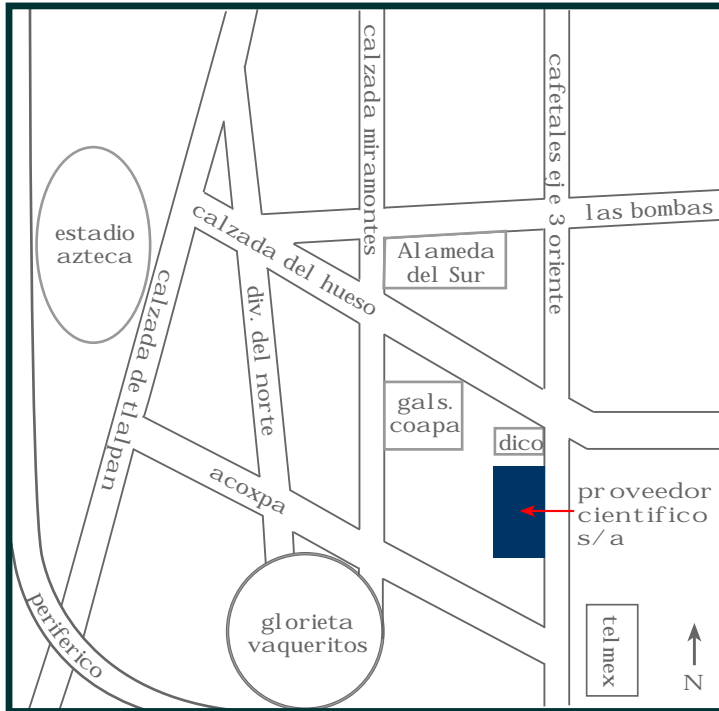 calzada miramontes
cafetales eje 3 oriente
las bombas
calzada del hueso
estadio
azteca
Alameda
del Sur
calzada de tlalpan
div. del norte
gals.
coapa
dico
acoxpa
proveedor
cientifico
s/a
periferico
glorieta
vaqueritos
telmex
N